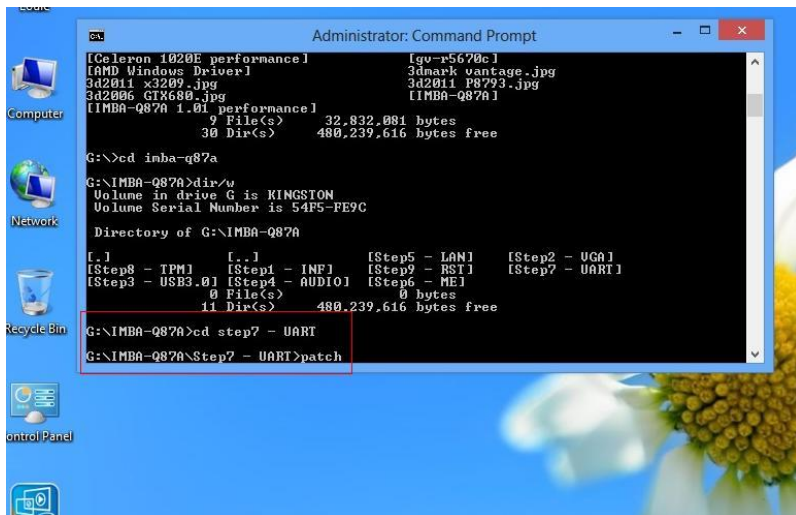 Administrator: Command Prompt
[Celeron 1020E performance] [gv-r5670c]
[AMD Windows Driver] 3dmark vantage.jpg
3d2011 x3209.jpg 3d2011 P8793.jpg
3d2006 GTX680.jpg [IMBA-Q87A]
[IMBA-Q87A 1.01 performance]
9 File(s) 32,832,081 bytes
30 Dir(s) 480,239,616 bytes free
G:\>cd imba-q87a
G:\IMBA-Q87A>dir/w
Volume in drive G is KINGSTON
Volume Serial Number is 54F5-FE9C
Directory of G:\IMBA-Q87A
[.] [..] [Step5 - LAN] [Step2 - VGA]
[Step8 - TPM] [Step1 - INF] [Step9 - RST] [Step7 - UART]
[Step3 - USB3.0] [Step4 - AUDIO] [Step6 - ME]
0 File(s) 0 bytes
11 Dir(s) 480,239,616 bytes free
G:\IMBA-Q87A>cd step7 - UART
G:\IMBA-Q87A\Step7 - UART>patch
Computer
Network
Recycle Bin
ontrol Panel